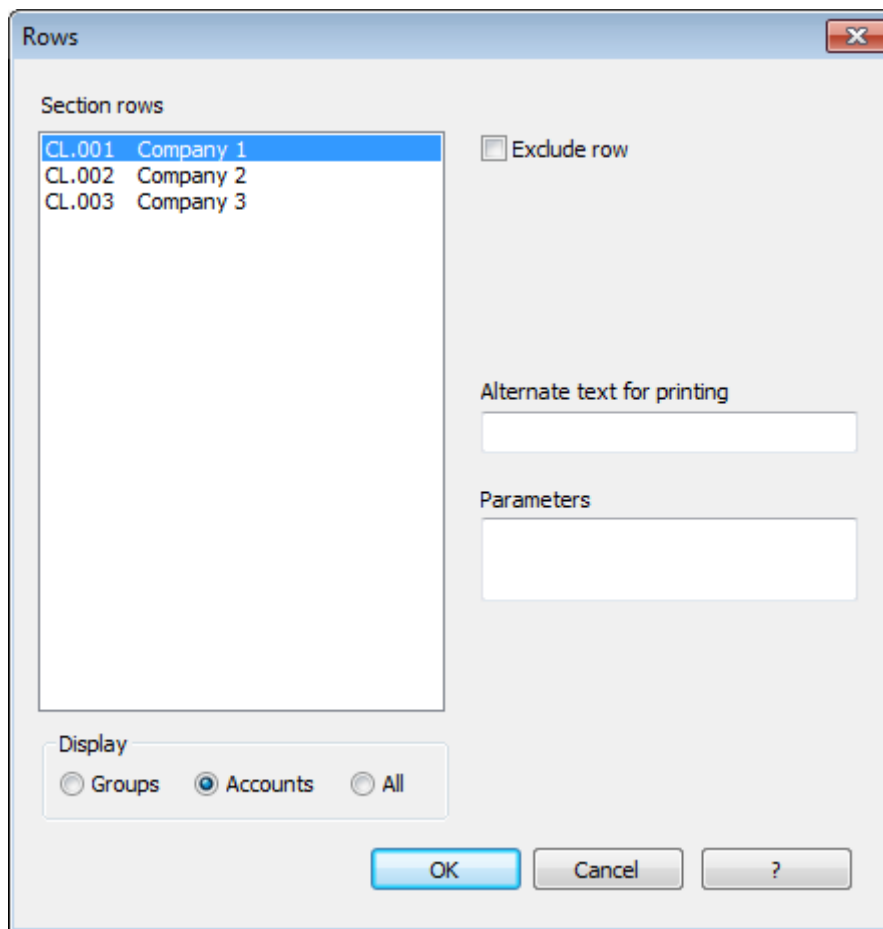 Rows
Section rows
CL.001 Company 1
CL.002 Company 2
CL.003 Company 3
Exclude row
Alternate text for printing
Parameters
Display
Groups Accounts All
OK Cancel ?